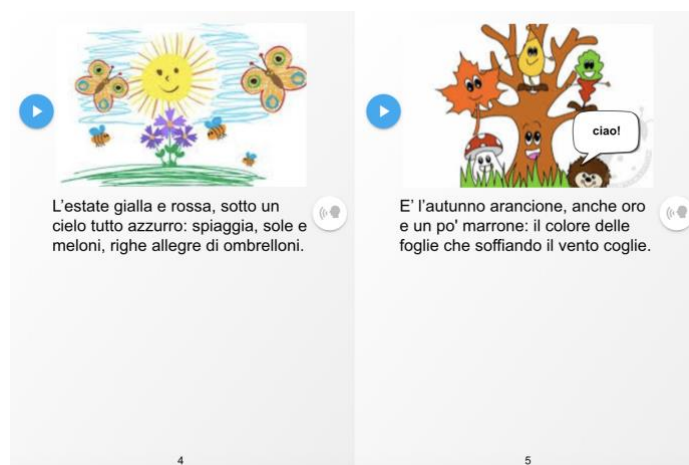 L'estate gialla e rossa, sotto un
cielo tutto azzurro: spiaggia, sole e
meloni, righe allegre di ombrelloni.
4
ciao!
E' l'autunno arancione, anche oro
e un po' marrone: il colore delle
foglie che soffiando il vento coglie.
5